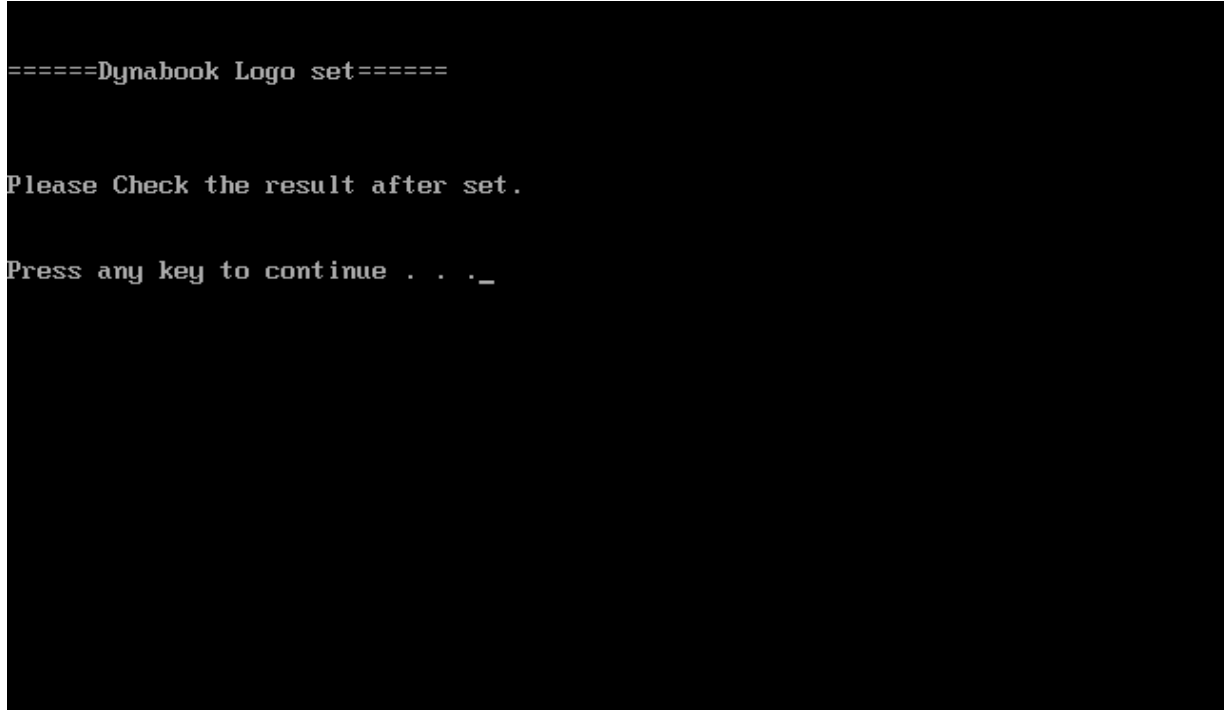 ======Dynabook Logo set======
Please Check the result after set.
Press any key to continue . . ._